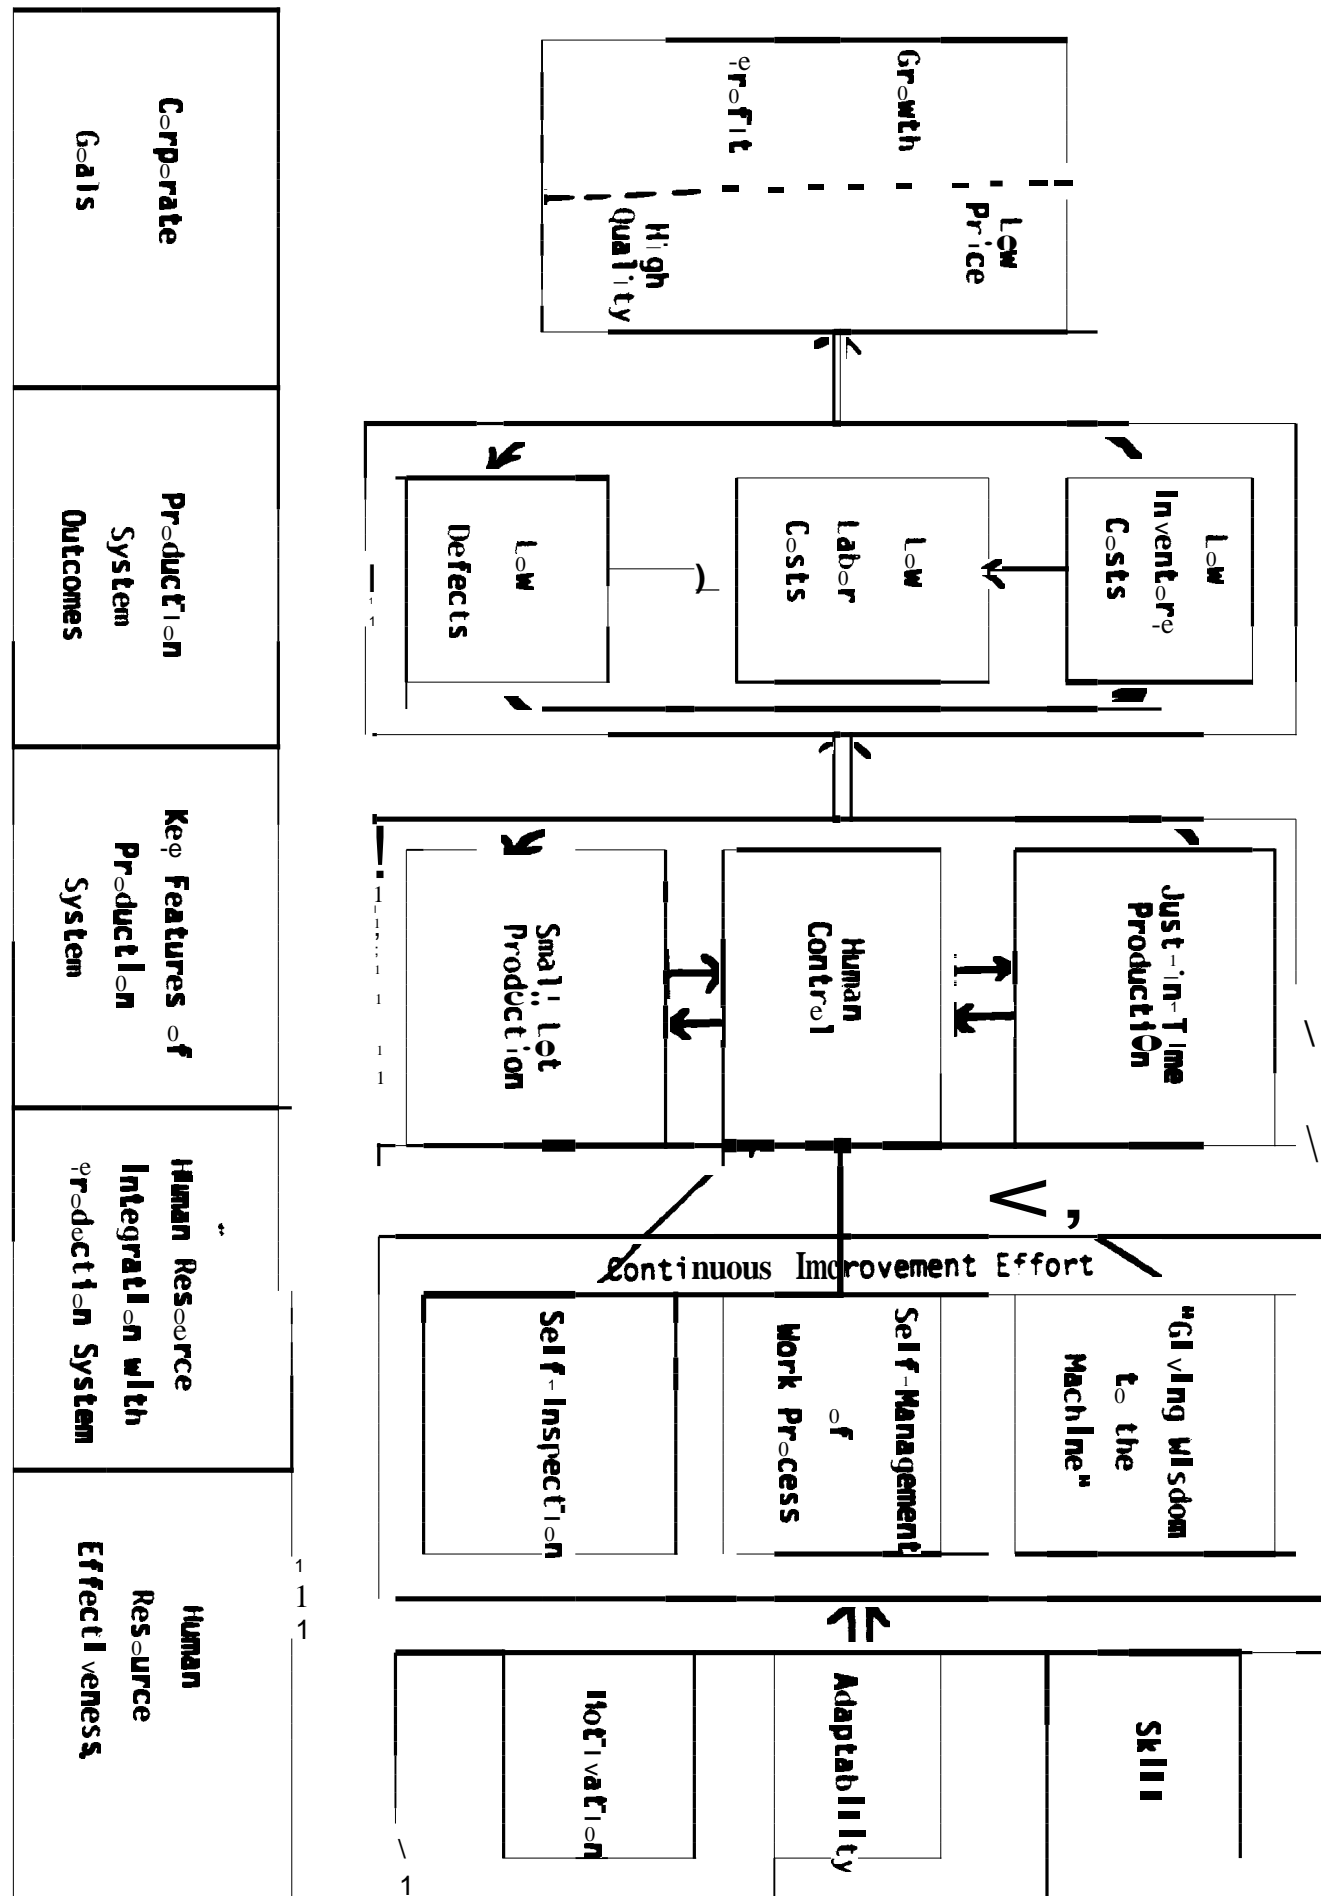 Corporate
Goals
Growth
Profit
Low
Price
High
Quality
Production
System
Outcomes
Low
Inventory
Costs
Low
Labor
Costs
Low
Defects
Key Features of
Production
System
Just-in-Time
Production
Human
Control
Small Lot
Production
Human Resource
Integration with
Production System
Continuous Improvement Effort
"Giving Wisdom
to the
Machine"
Self-Management
of
Work Process
Self-Inspection
Human
Resource
Effectiveness
Skill
Adaptability
Motivation